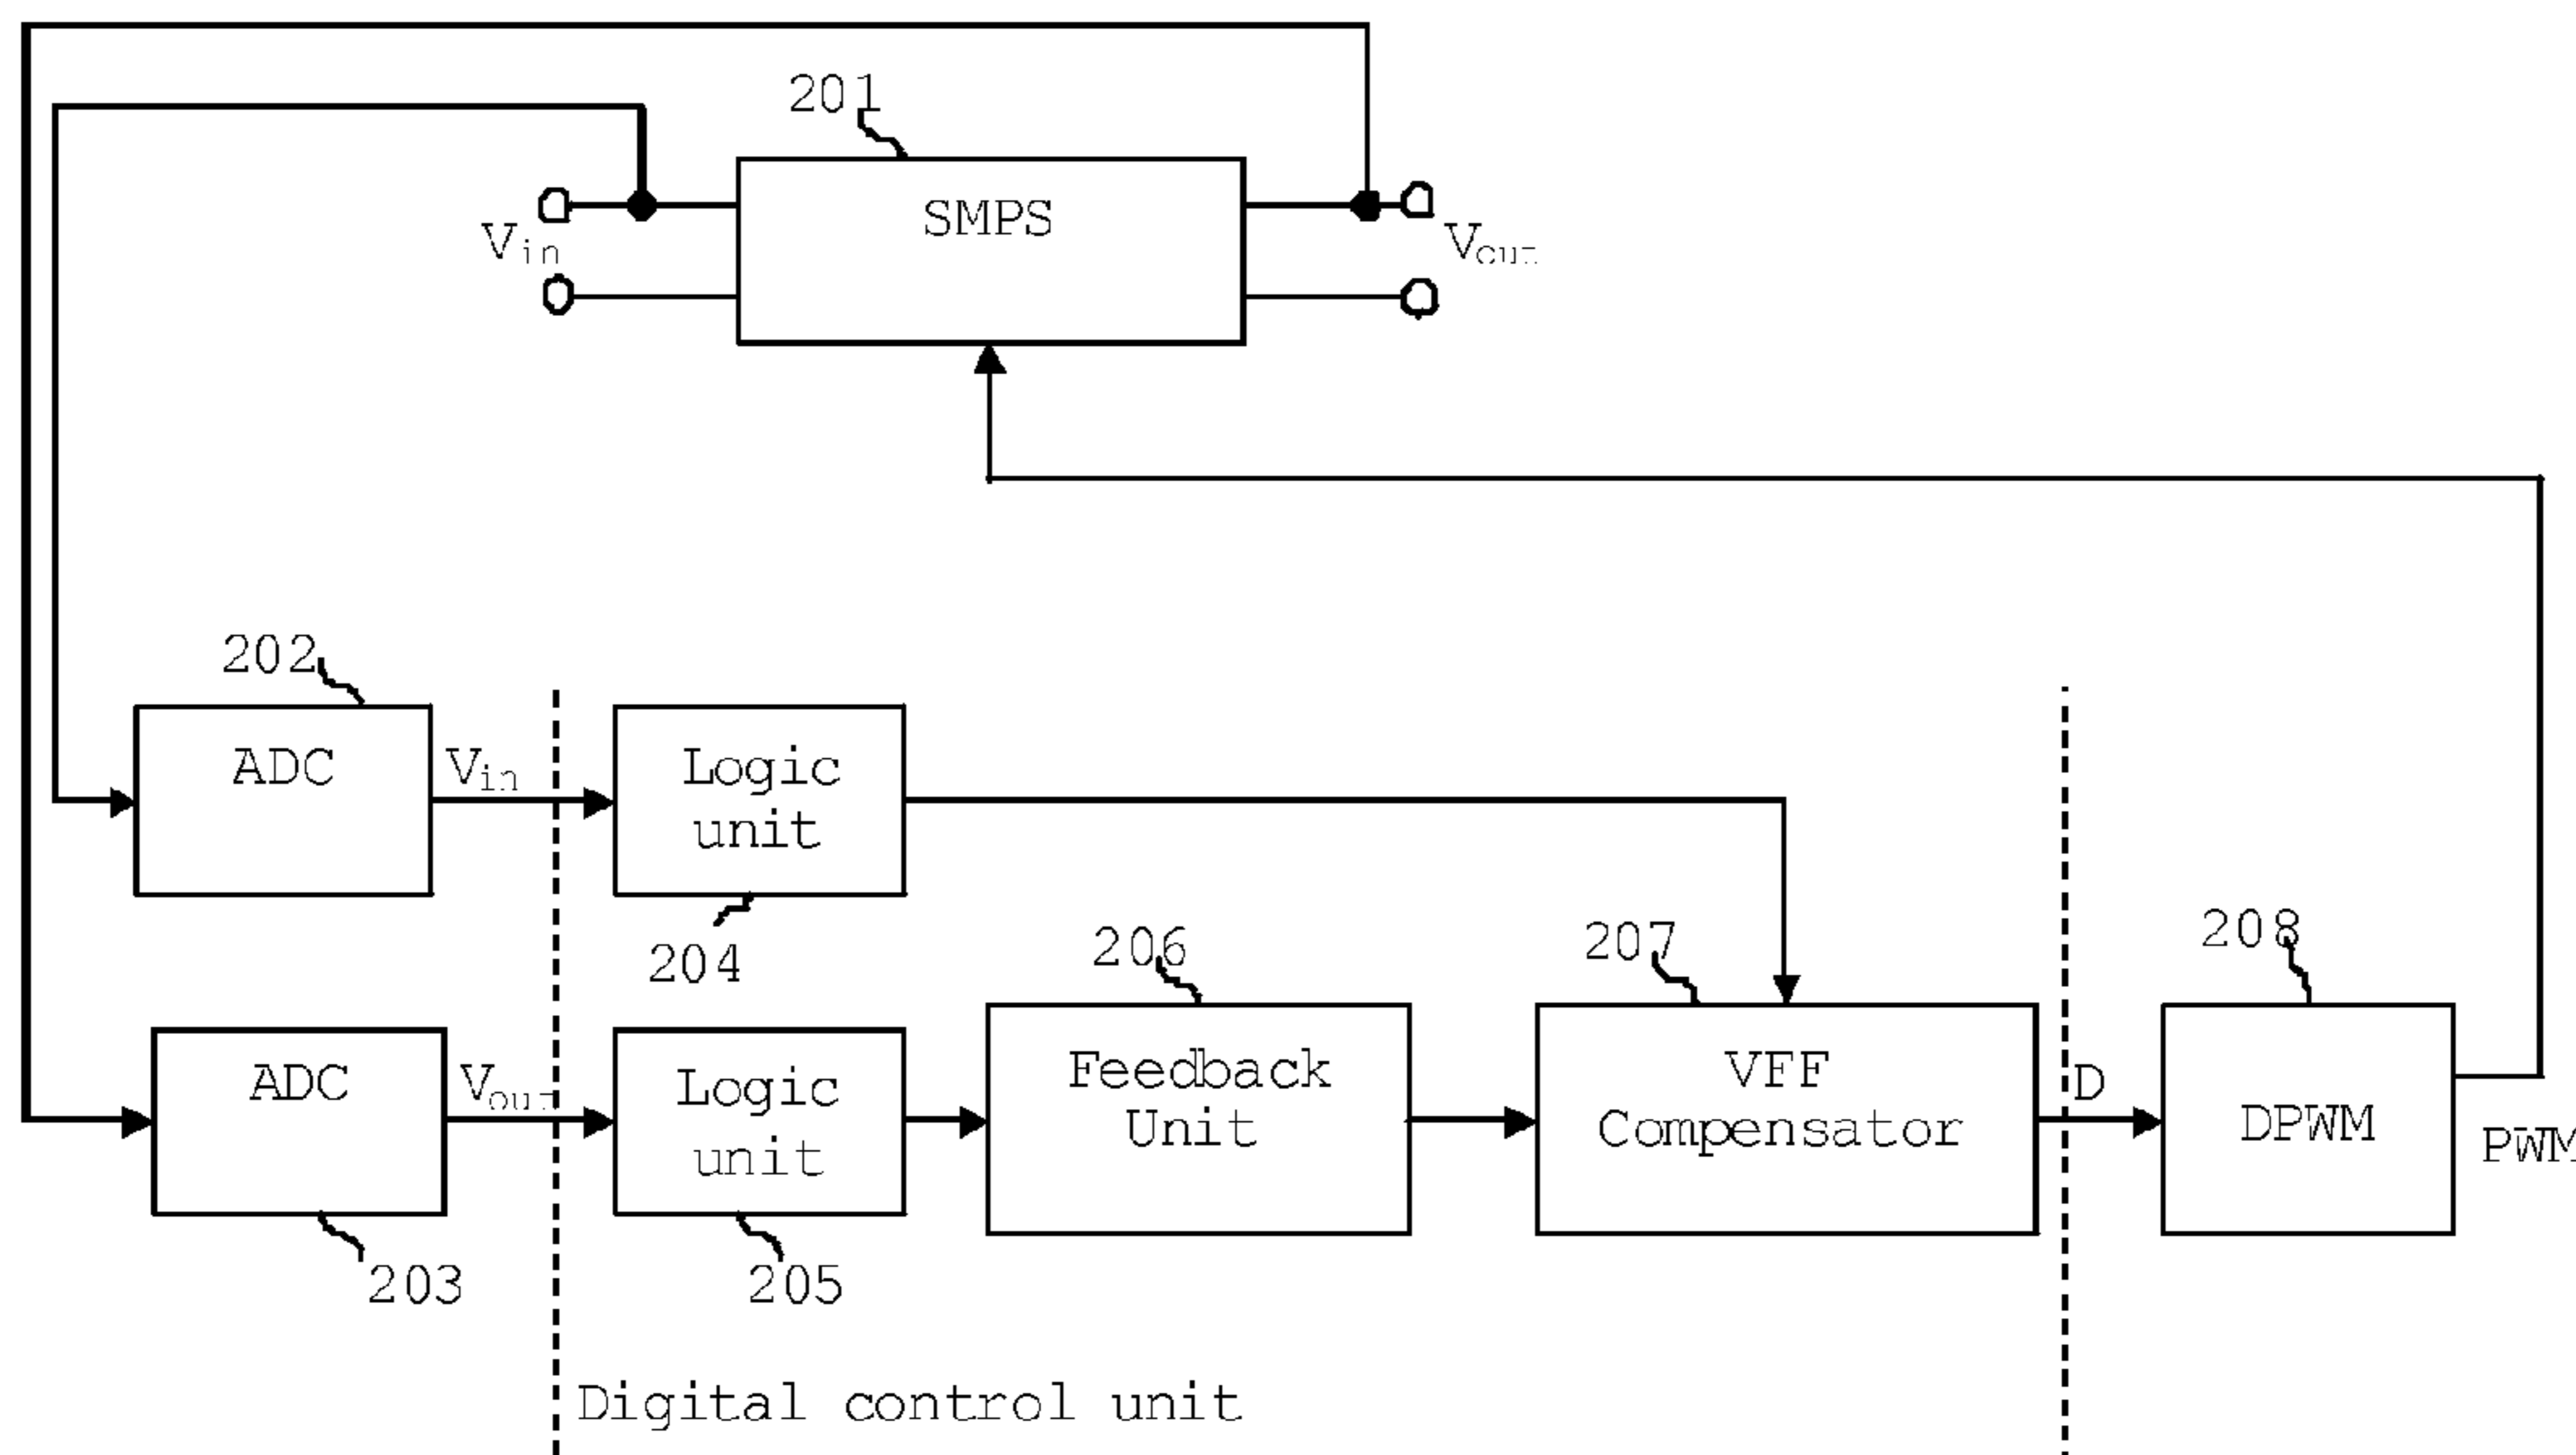 201
SMPS
Vin
Vout
202
ADC
Vin
Logic
unit
204
206
207
208
ADC
Vout
Logic
unit
Feedback
Unit
VFF
Compensator
D
DPWM
PWM
203
205
Digital control unit